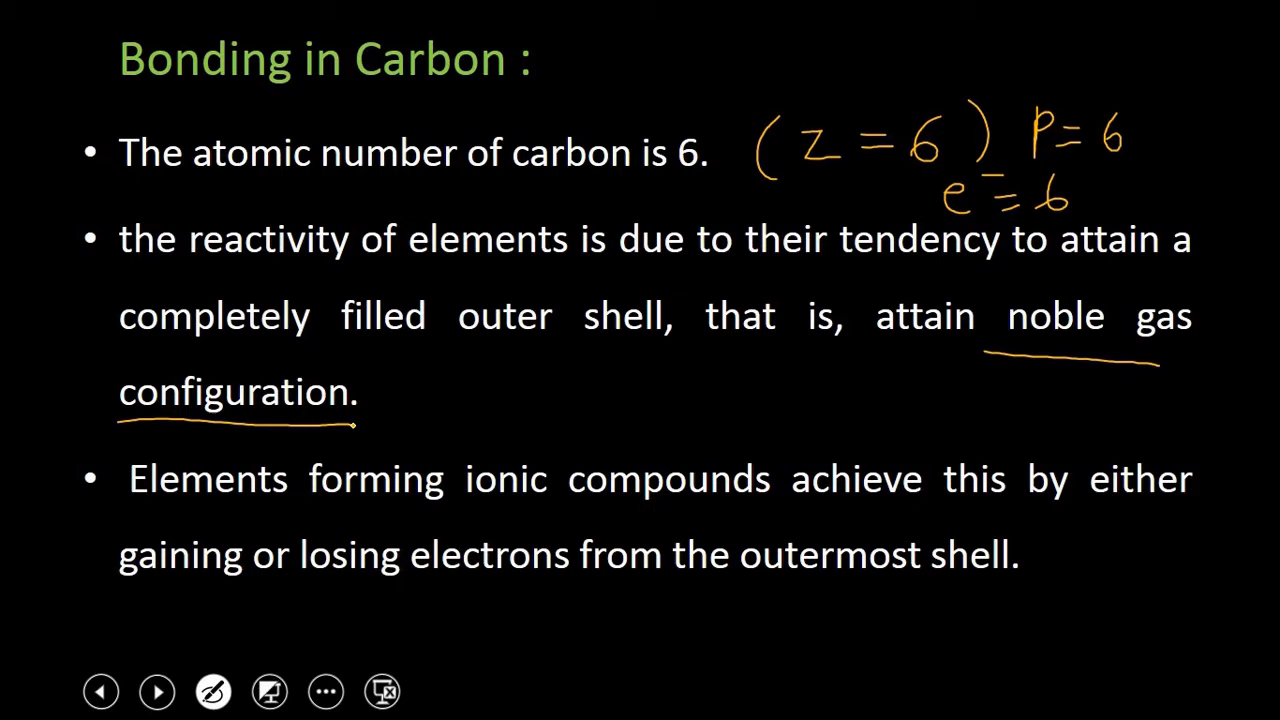 Bonding in Carbon :
• The atomic number of carbon is 6. (Z = 6) p = 6
e⁻ = 6
• the reactivity of elements is due to their tendency to attain a
completely filled outer shell, that is, attain noble gas
configuration.
• Elements forming ionic compounds achieve this by either
gaining or losing electrons from the outermost shell.